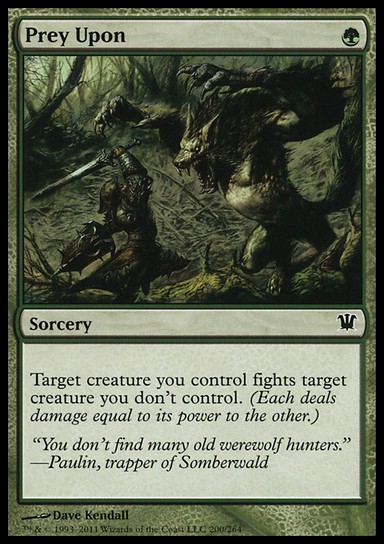 Prey Upon
Sorcery
Target creature you control fights target
creature you don't control. (Each deals
damage equal to its power to the other.)
“You don't find many old werewolf hunters.”
—Paulin, trapper of Somberwald
Dave Kendall
™ & © 1993–2011 Wizards of the Coast LLC 200/264